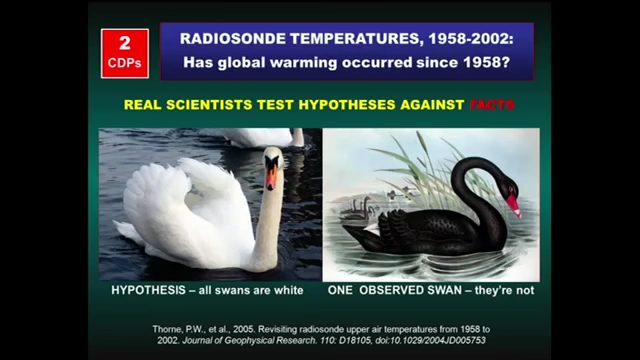 2
CDPs
RADIOSONDE TEMPERATURES, 1958-2002:
Has global warming occurred since 1958?
REAL SCIENTISTS TEST HYPOTHESES AGAINST FACTS
HYPOTHESIS – all swans are white
ONE OBSERVED SWAN – they're not
Thorne, P.W., et al., 2005. Revisiting radiosonde upper air temperatures from 1958 to
2002. Journal of Geophysical Research. 110: D18105, doi:10.1029/2004JD005753